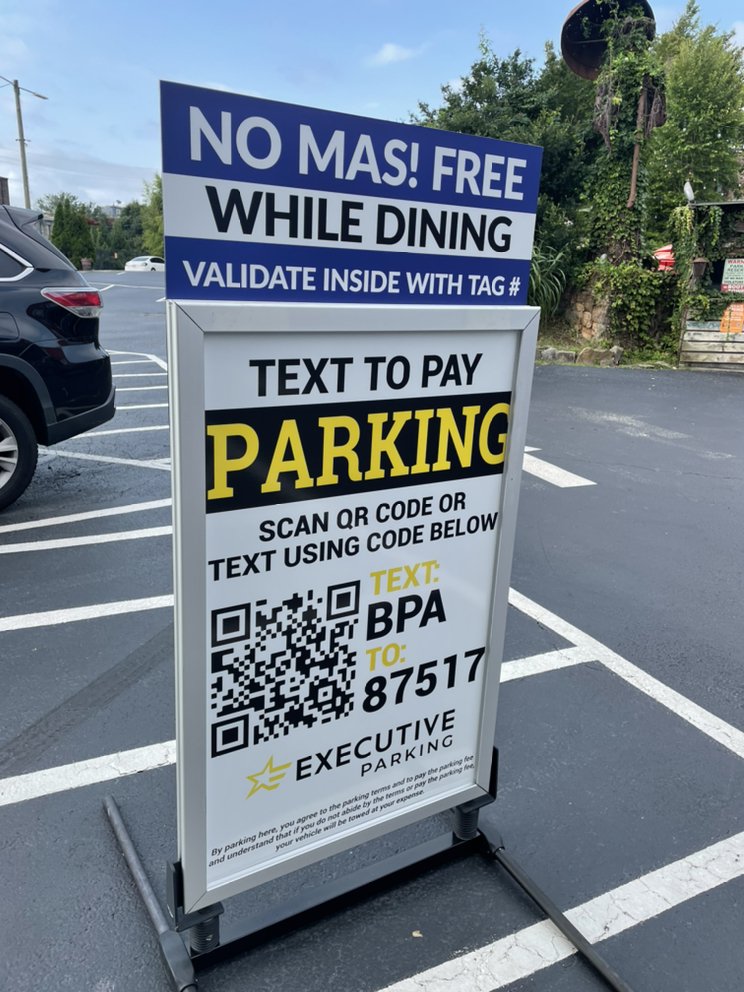 NO MAS! FREE
WHILE DINING
VALIDATE INSIDE WITH TAG #
TEXT TO PAY
PARKING
SCAN QR CODE OR
TEXT USING CODE BELOW
TEXT:
BPA
TO:
87517
EXECUTIVE
PARKING
By parking here, you agree to the parking terms and to pay the parking fee
and understand that if you do not abide by the terms or pay the parking fee,
your vehicle will be towed at your expense.